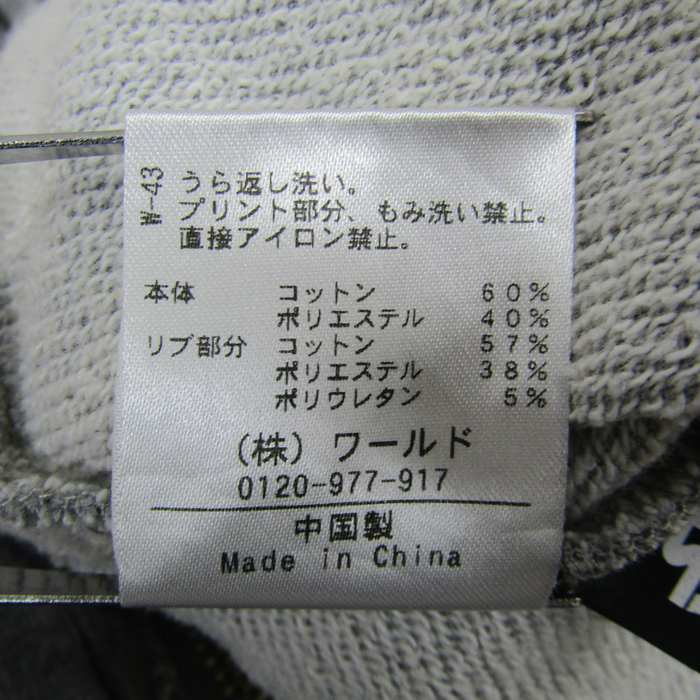 W-43
うら返し洗い。
プリント部分、もみ洗い禁止。
直接アイロン禁止。
本体 コットン 60%
ポリエステル 40%
リブ部分 コットン 57%
ポリエステル 38%
ポリウレタン 5%
(株) ワールド
0120-977-917
中国製
Made in China